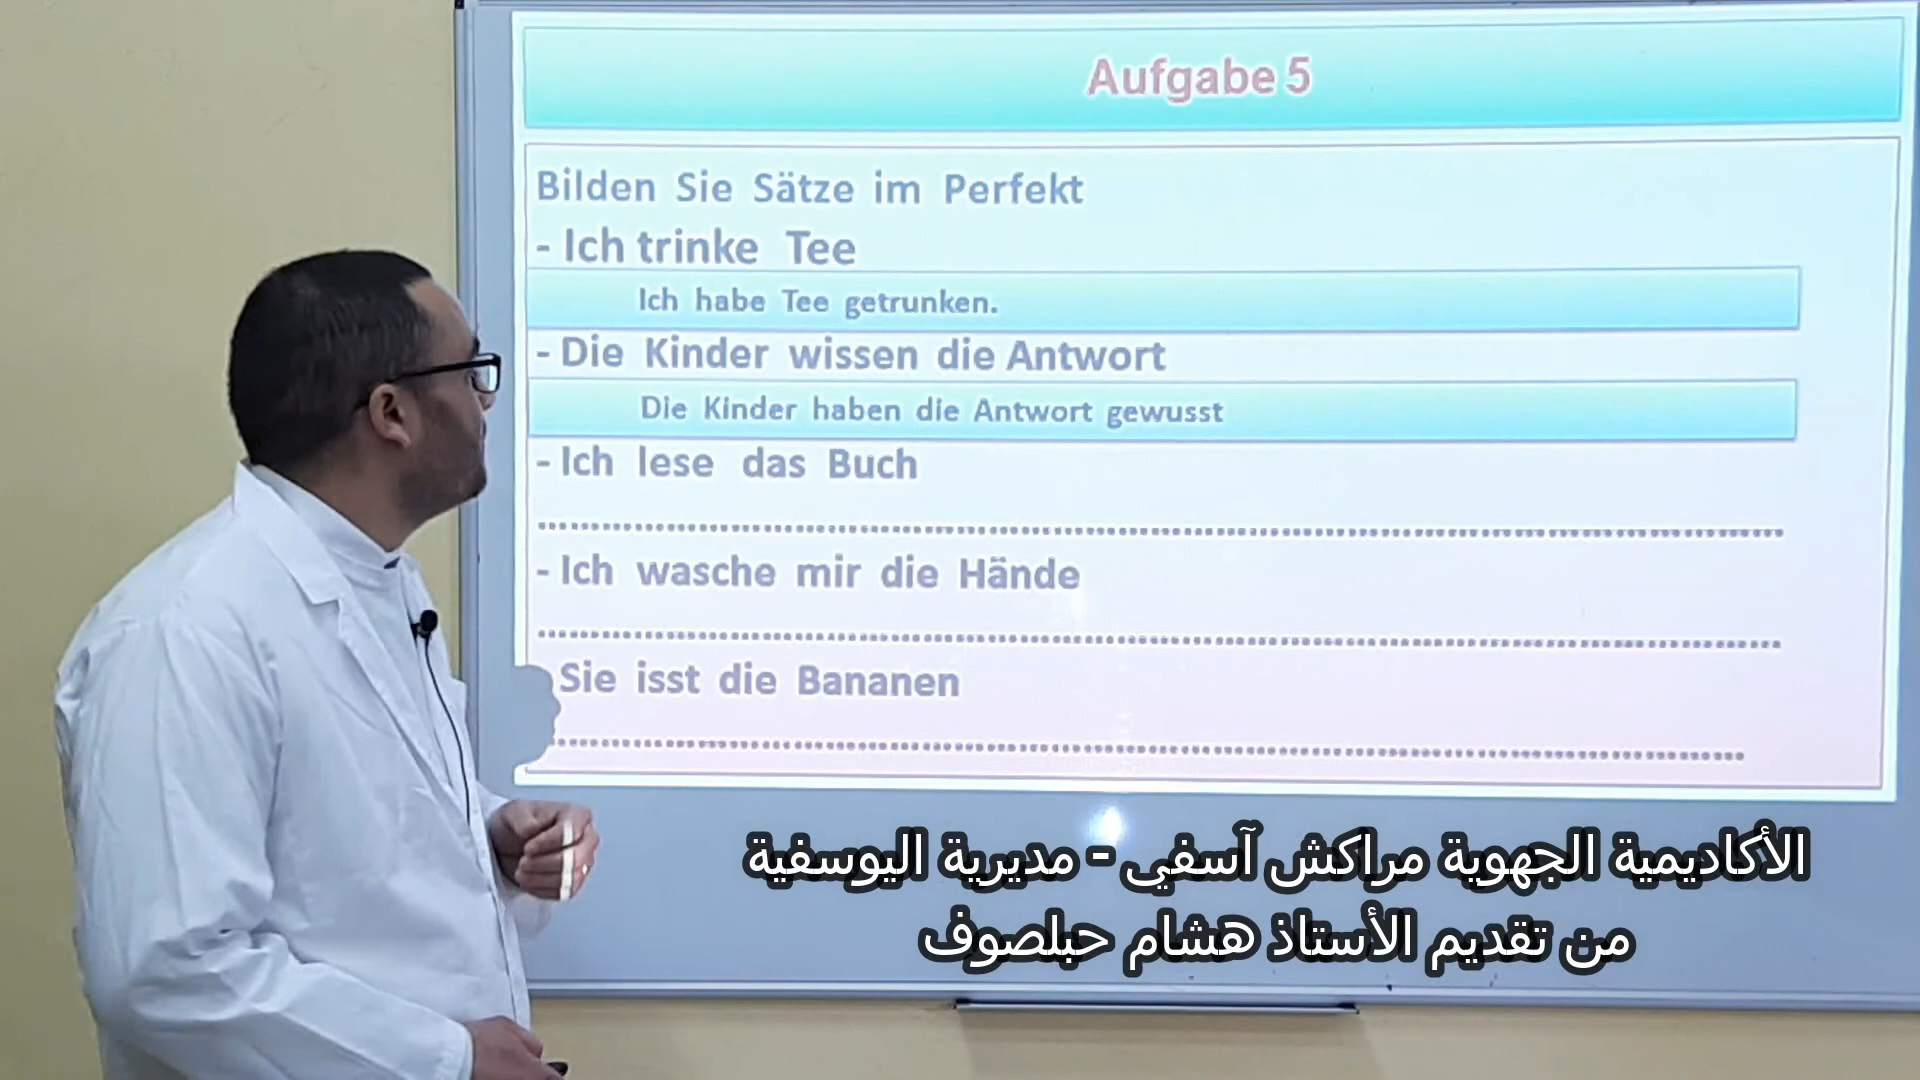 Aufgabe 5
Bilden Sie Sätze im Perfekt
- Ich trinke Tee
Ich habe Tee getrunken.
- Die Kinder wissen die Antwort
Die Kinder haben die Antwort gewusst
- Ich lese das Buch
- Ich wasche mir die Hände
Sie isst die Bananen
الأكاديمية الجهوية مراكش آسفي - مديرية اليوسفية
من تقديم الأستاذ هشام حبلصوف